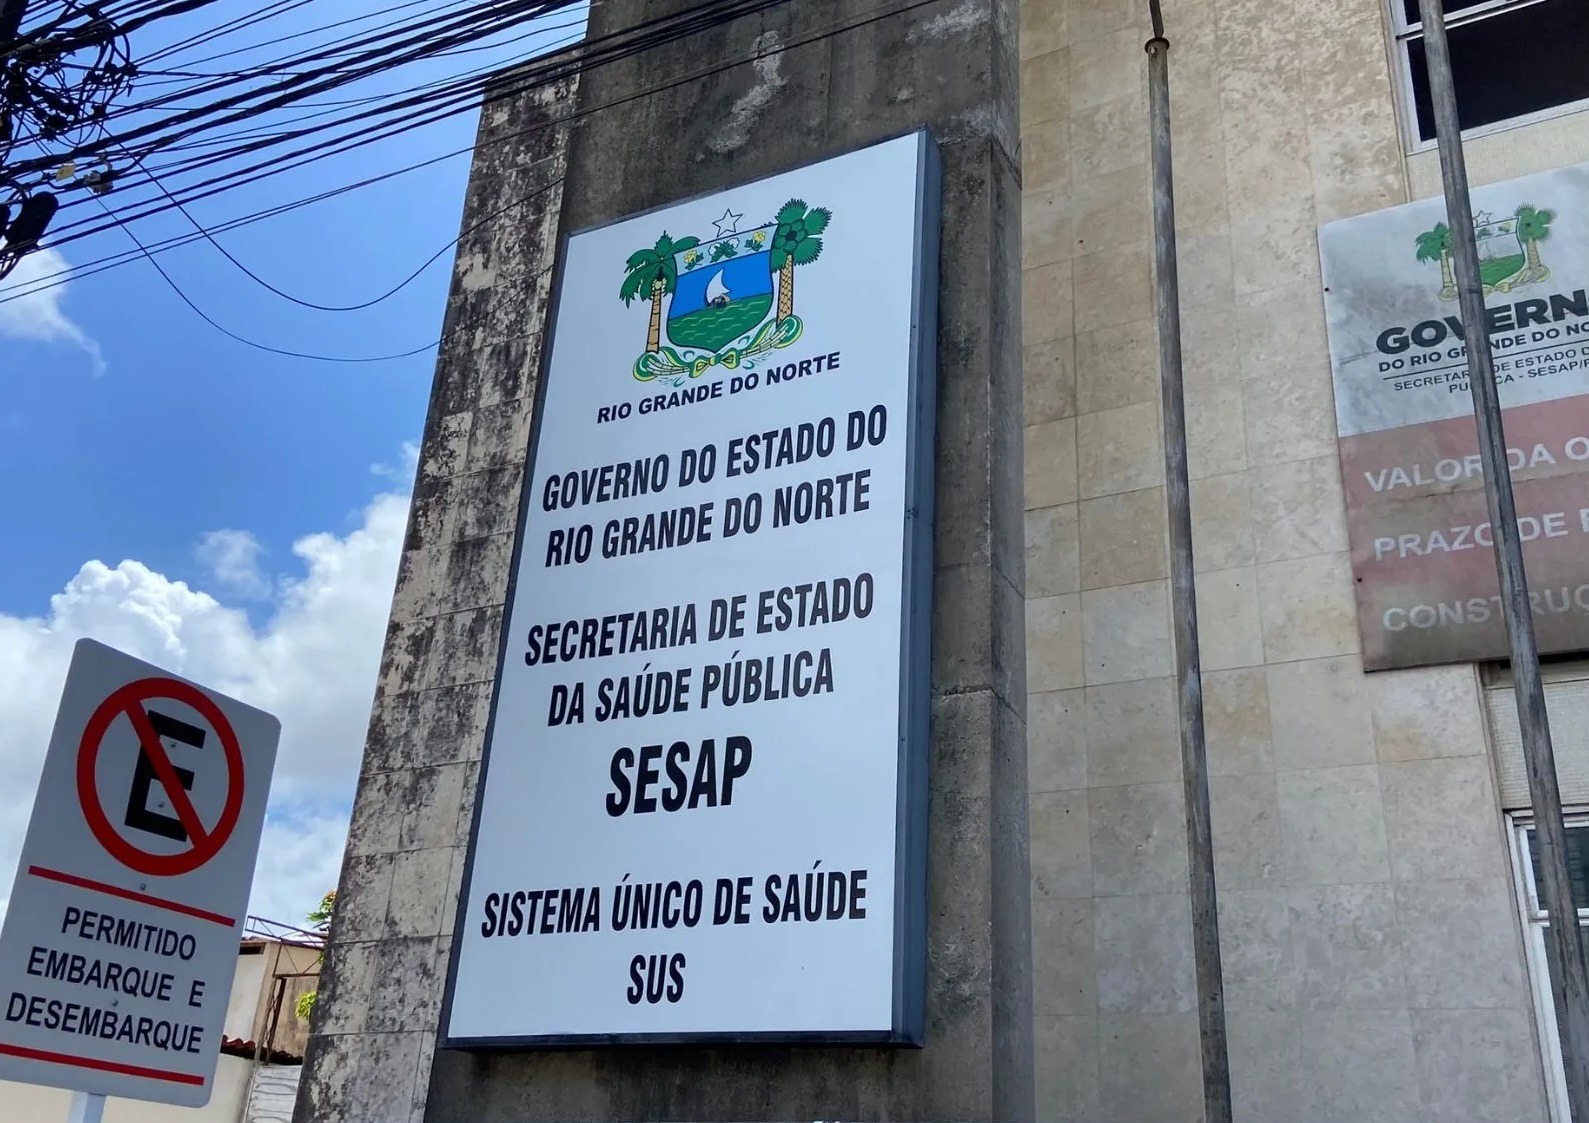 RIO GRANDE DO NORTE
GOVERNO DO ESTADO DO
RIO GRANDE DO NORTE
SECRETARIA DE ESTADO
DA SAÚDE PÚBLICA
SESAP
SISTEMA ÚNICO DE SAÚDE
SUS
E
PERMITIDO
EMBARQUE E
DESEMBARQUE
GOVERN
DO RIO GRANDE DO NO
SECRETARIA DE ESTADO D
PÚBLICA - SESAP/R
VALOR DA O
PRAZO DE
CONSTRUÇ